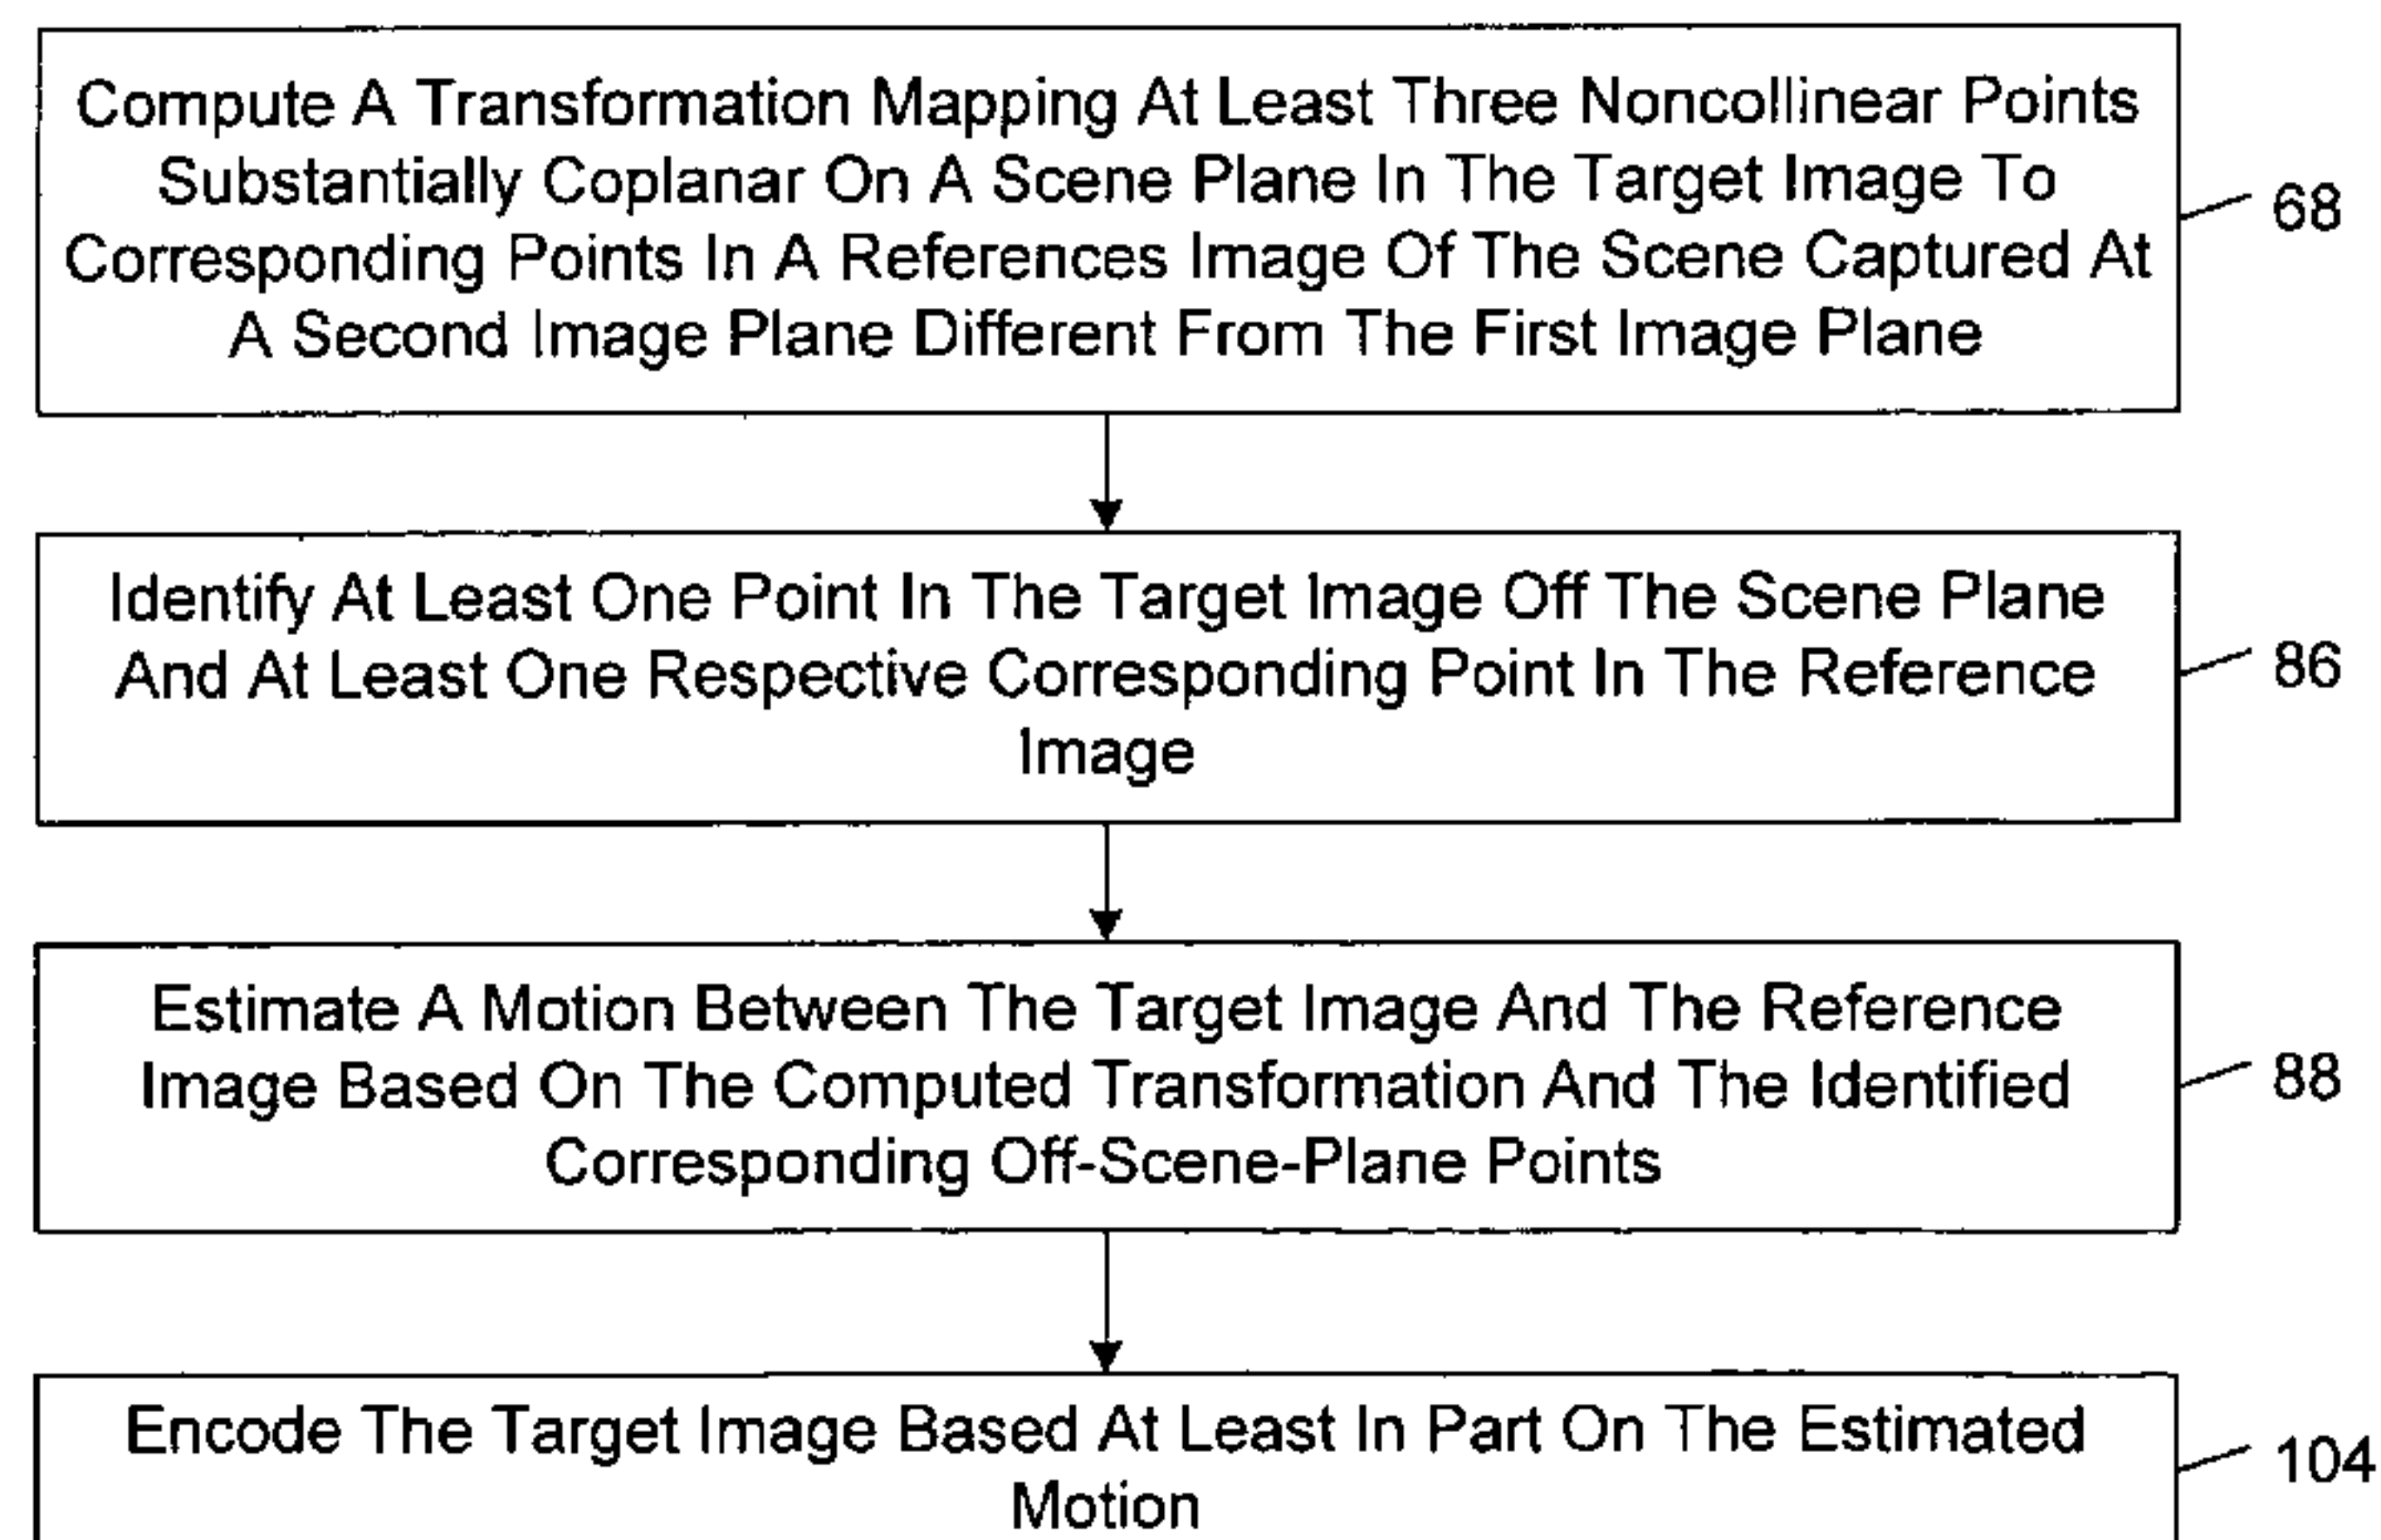 Compute A Transformation Mapping At Least Three Noncollinear Points
Substantially Coplanar On A Scene Plane In The Target Image To
Corresponding Points In A References Image Of The Scene Captured At
A Second Image Plane Different From The First Image Plane
68
Identify At Least One Point In The Target Image Off The Scene Plane
And At Least One Respective Corresponding Point In The Reference
Image
86
Estimate A Motion Between The Target Image And The Reference
Image Based On The Computed Transformation And The Identified
Corresponding Off-Scene-Plane Points
88
Encode The Target Image Based At Least In Part On The Estimated
Motion
104